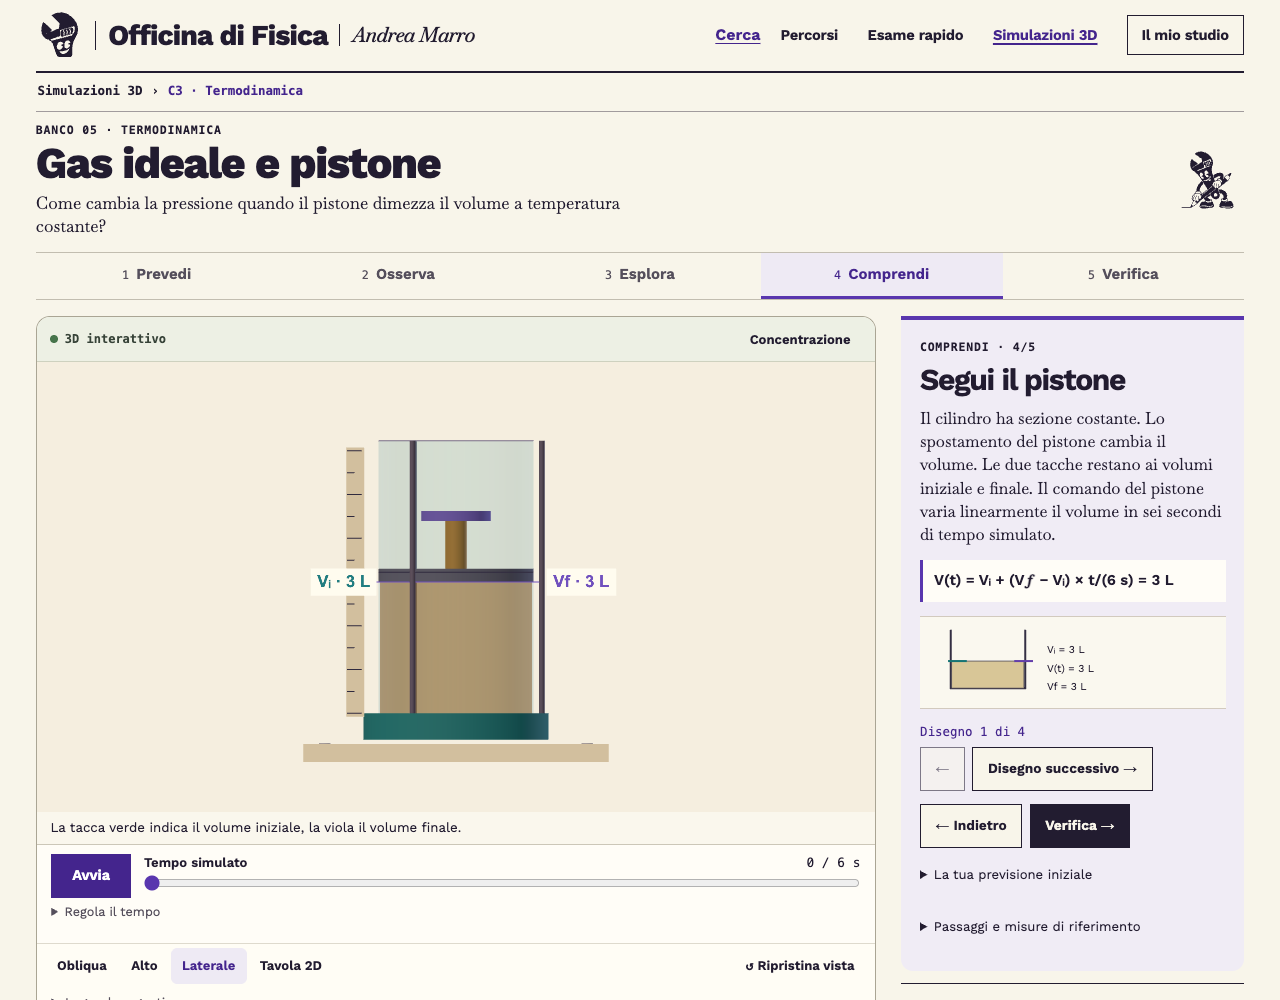 Officina di Fisica
Andrea Marro
Cerca
Percorsi
Esame rapido
Simulazioni 3D
Il mio studio
Simulazioni 3D › C3 · Termodinamica
BANCO 05 · TERMODINAMICA
Gas ideale e pistone
Come cambia la pressione quando il pistone dimezza il volume a temperatura
costante?
1 Prevedi
2 Osserva
3 Esplora
4 Comprendi
5 Verifica
3D interattivo
Concentrazione
Vᵢ · 3 L
Vf · 3 L
La tacca verde indica il volume iniziale, la viola il volume finale.
Avvia
Tempo simulato
0 / 6 s
▶ Regola il tempo
Obliqua
Alto
Laterale
Tavola 2D
↺ Ripristina vista
COMPRENDI · 4/5
Segui il pistone
Il cilindro ha sezione costante. Lo
spostamento del pistone cambia il
volume. Le due tacche restano ai volumi
iniziale e finale. Il comando del pistone
varia linearmente il volume in sei secondi
di tempo simulato.
V(t) = Vᵢ + (V𝑓 − Vᵢ) × t/(6 s) = 3 L
Vᵢ = 3 L
V(t) = 3 L
Vf = 3 L
Disegno 1 di 4
←
Disegno successivo →
← Indietro
Verifica →
▶ La tua previsione iniziale
▶ Passaggi e misure di riferimento